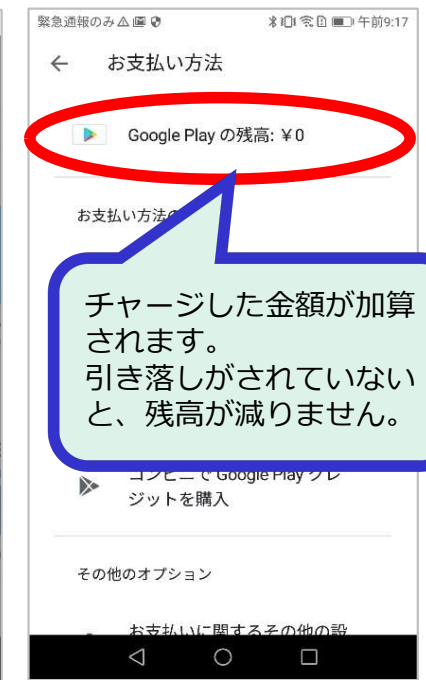 緊急通報のみ 午前9:17
お支払い方法
Google Play の残高: ￥0
お支払い方法の
チャージした金額が加算
されます。
引き落としがされていない
と、残高が減りません。
コンビニで Google Play クレ
ジットを購入
その他のオプション
お支払いに関するその他の設